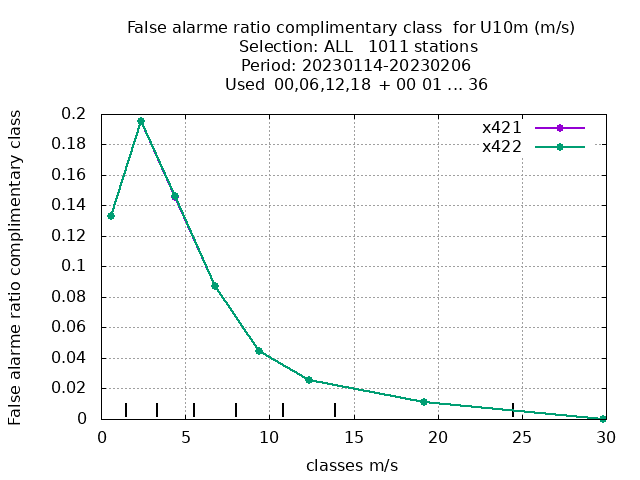 False alarme ratio complimentary class  for U10m (m/s)
Selection: ALL   1011 stations
Period: 20230114-20230206
Used  00,06,12,18  + 00 01 ... 36
False alarme ratio complimentary class
0.2
0.18
0.16
0.14
0.12
0.1
0.08
0.06
0.04
0.02
0
x421
x422
0 5 10 15 20 25 30
classes m/s